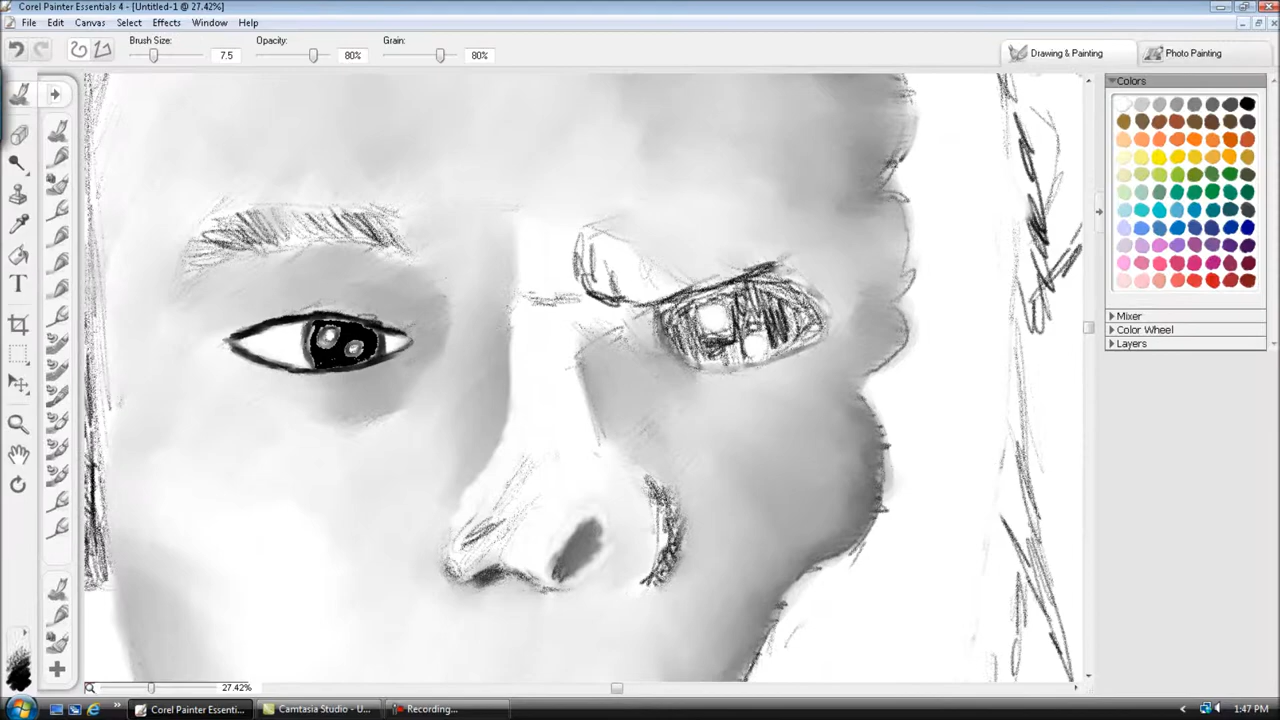 Corel Painter Essentials 4 - [Untitled-1 @ 27.42%]
File Edit Canvas Select Effects Window Help
Brush Size: 7.5 Opacity: 80% Grain: 80%
Drawing & Painting Photo Painting
Colors
Mixer
Color Wheel
Layers
T
27.42%
Corel Painter Essenti... Camtasia Studio - U... Recording... 1:47 PM